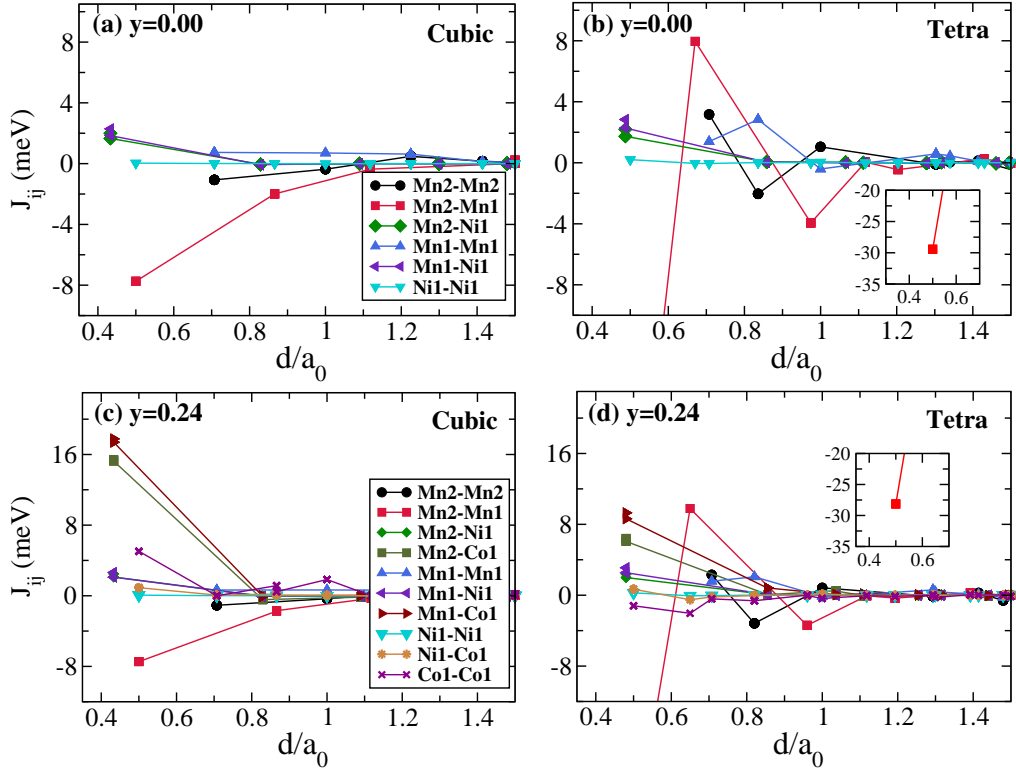 (a) y=0.00
Cubic
8
4
0
-4
-8
J_ij (meV)
Mn2-Mn2
Mn2-Mn1
Mn2-Ni1
Mn1-Mn1
Mn1-Ni1
Ni1-Ni1
0.4 0.6 0.8 1 1.2 1.4
d/a_0
(b) y=0.00
Tetra
8
4
0
-4
-8
-20
-25
-30
-35
0.4 0.6
0.4 0.6 0.8 1 1.2 1.4
d/a_0
(c) y=0.24
Cubic
16
8
0
-8
J_ij (meV)
Mn2-Mn2
Mn2-Mn1
Mn2-Ni1
Mn2-Co1
Mn1-Mn1
Mn1-Ni1
Mn1-Co1
Ni1-Ni1
Ni1-Co1
Co1-Co1
0.4 0.6 0.8 1 1.2 1.4
d/a_0
(d) y=0.24
Tetra
16
8
0
-8
-20
-25
-30
-35
0.4 0.6
0.4 0.6 0.8 1 1.2 1.4
d/a_0